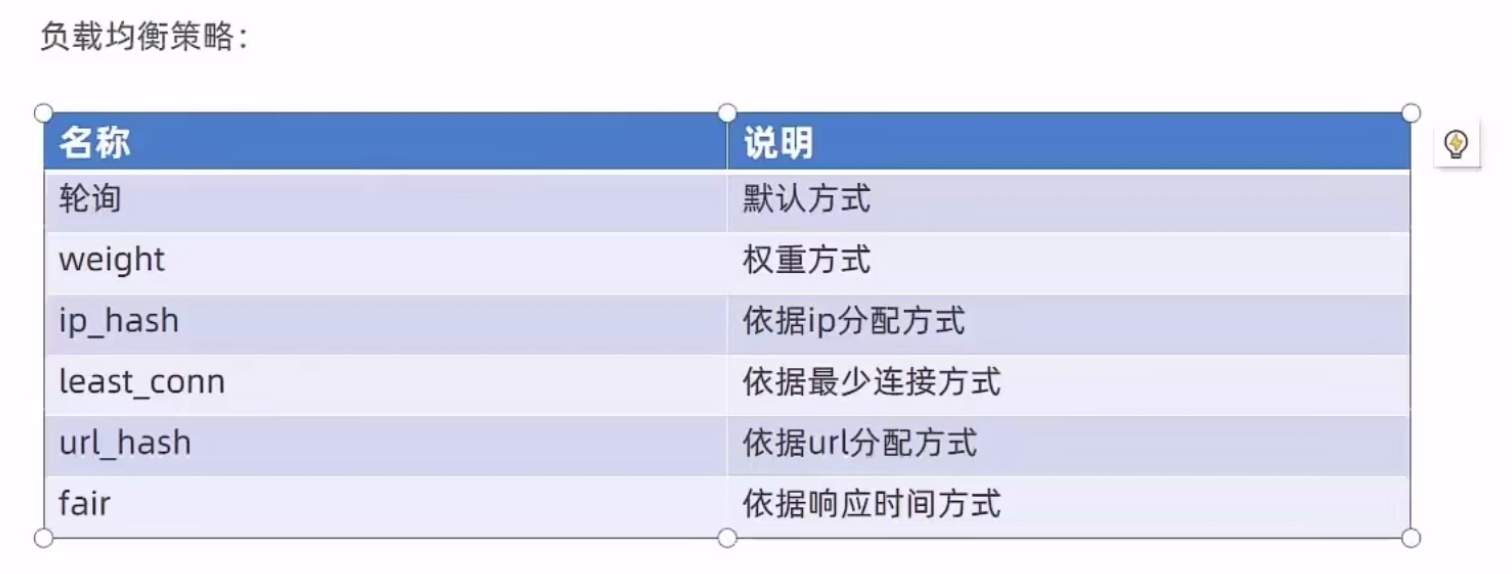 负载均衡策略：
名称 说明
轮询 默认方式
weight 权重方式
ip_hash 依据ip分配方式
least_conn 依据最少连接方式
url_hash 依据url分配方式
fair 依据响应时间方式